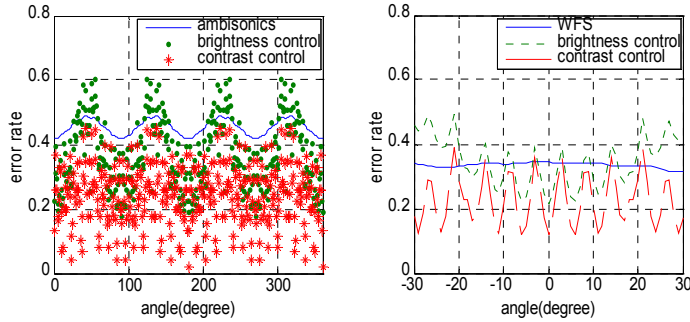 ambisonics
brightness control
contrast control
0.8
0.6
0.4
0.2
0
error rate
0
100
200
300
angle(degree)
WFS
brightness control
contrast control
0.8
0.6
0.4
0.2
0
error rate
-30
-20
-10
0
10
20
30
angle(degree)